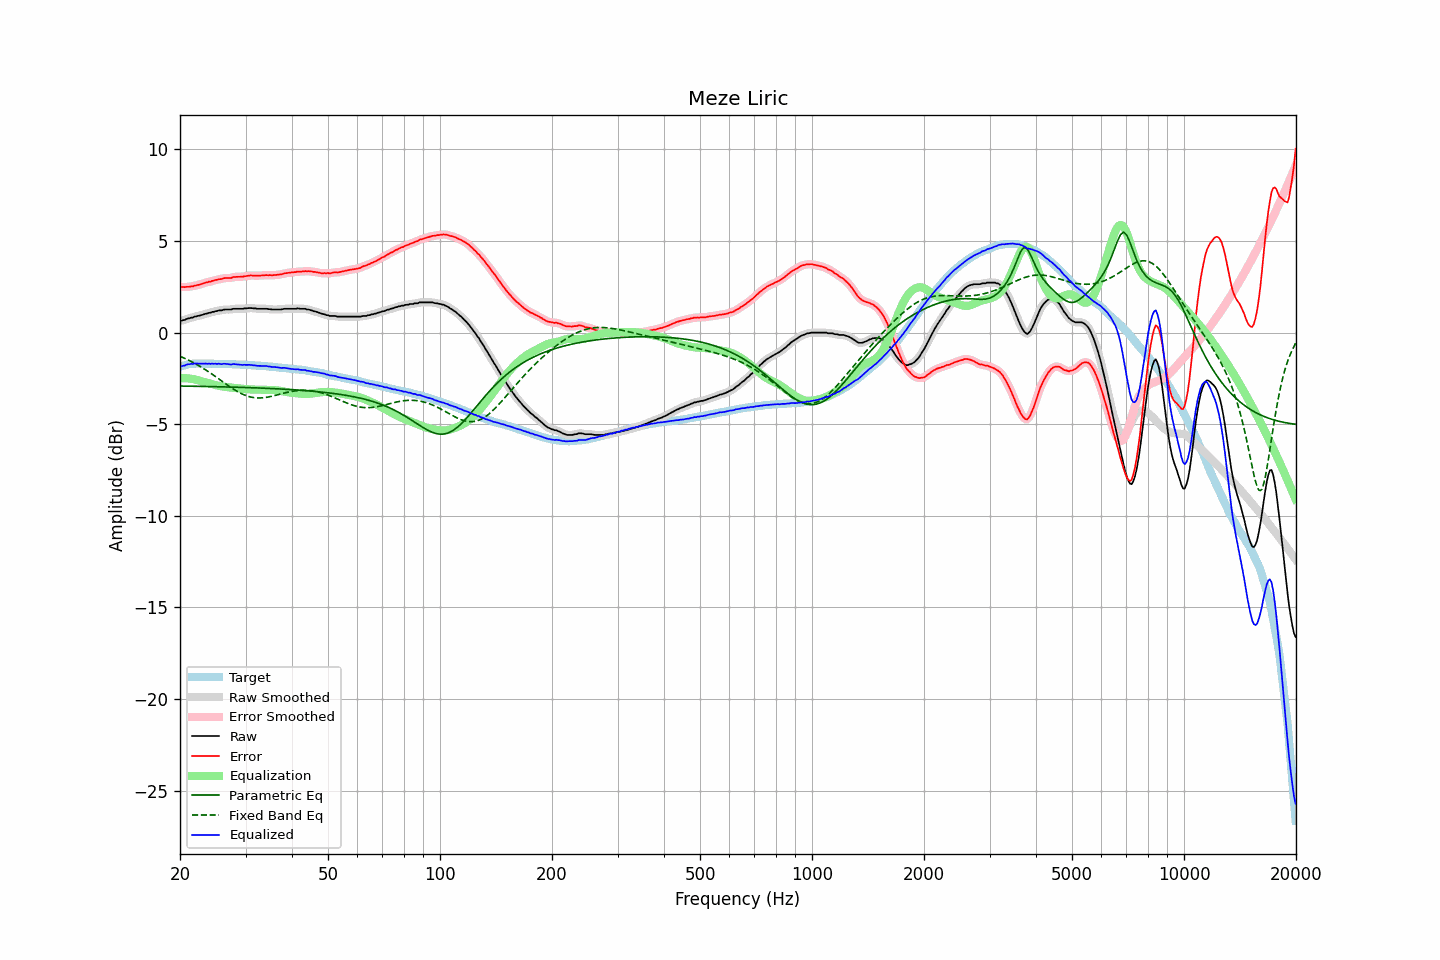 Meze Liric
Amplitude (dBr)
10
5
0
−5
−10
−15
−20
−25
Target
Raw Smoothed
Error Smoothed
Raw
Error
Equalization
Parametric Eq
Fixed Band Eq
Equalized
20 50 100 200 500 1000 2000 5000 10000 20000
Frequency (Hz)